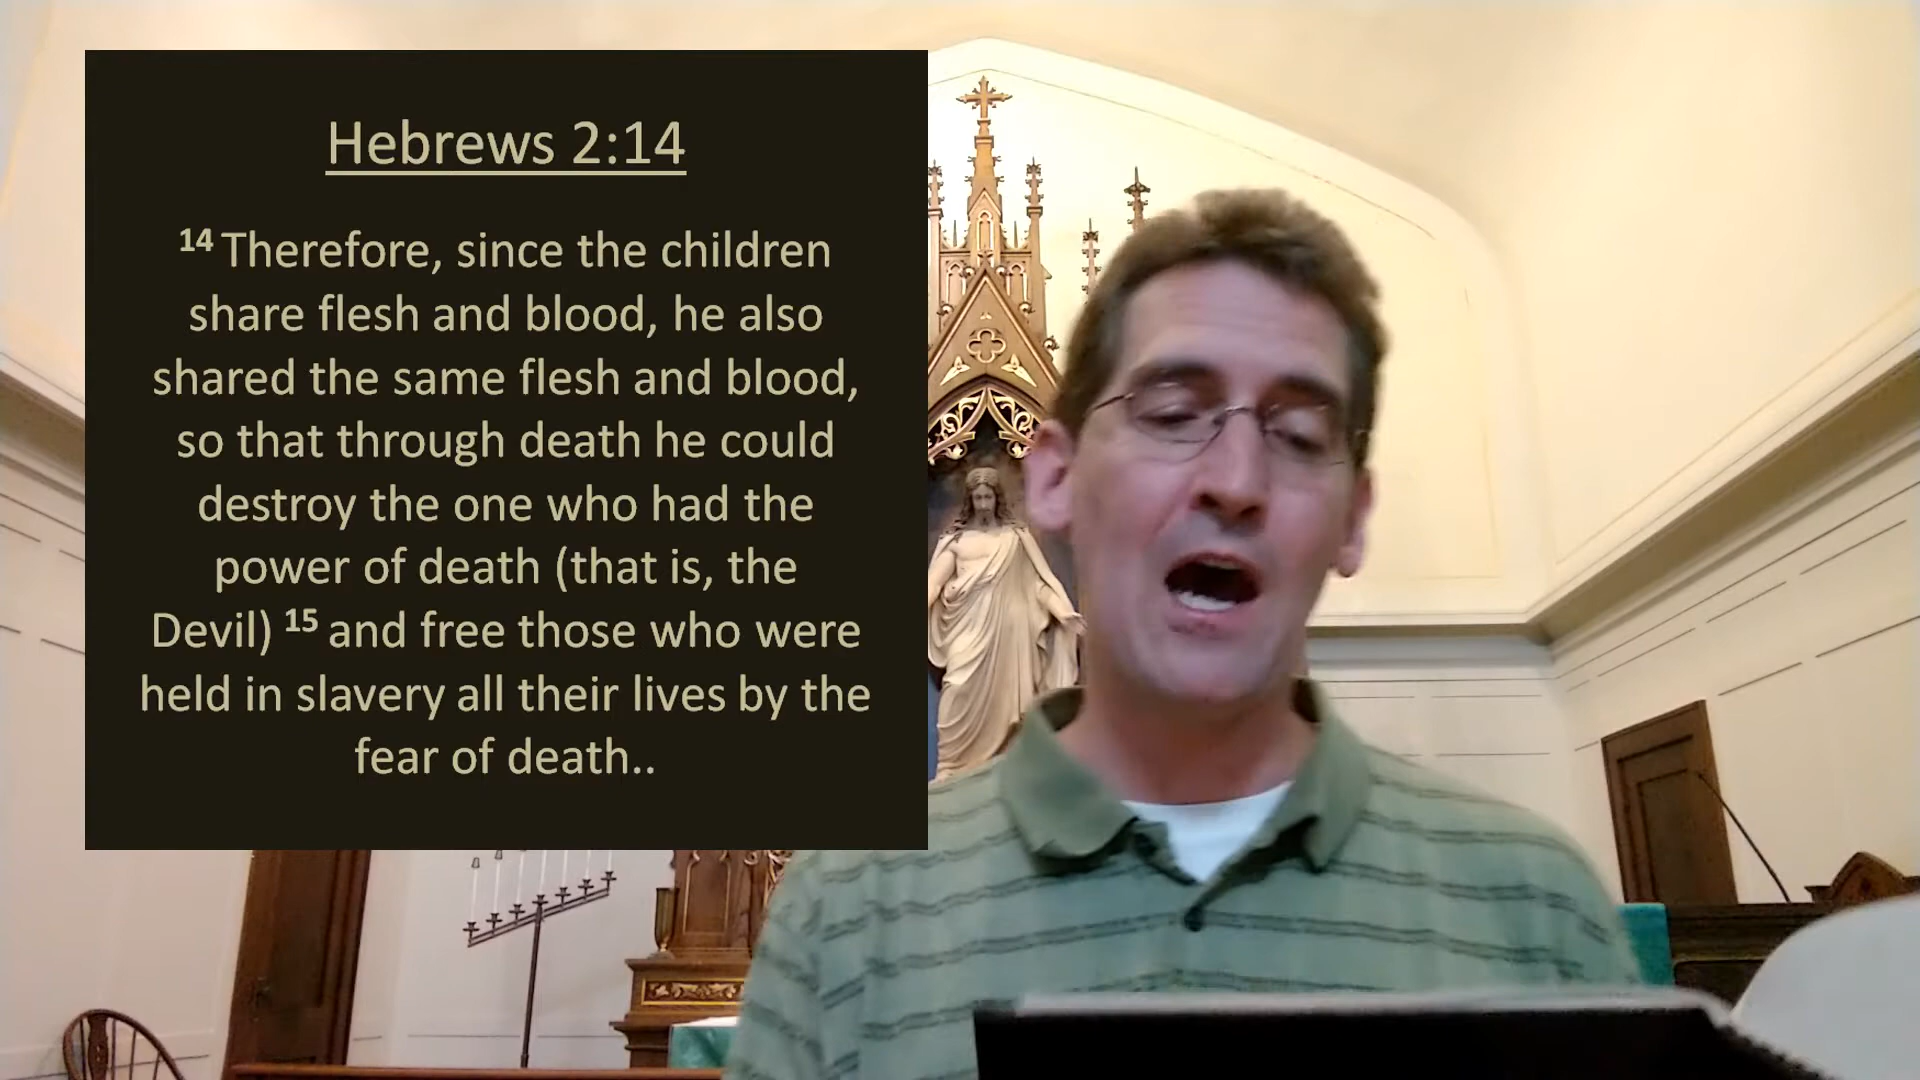 Hebrews 2:14
14 Therefore, since the children
share flesh and blood, he also
shared the same flesh and blood,
so that through death he could
destroy the one who had the
power of death (that is, the
Devil) 15 and free those who were
held in slavery all their lives by the
fear of death..